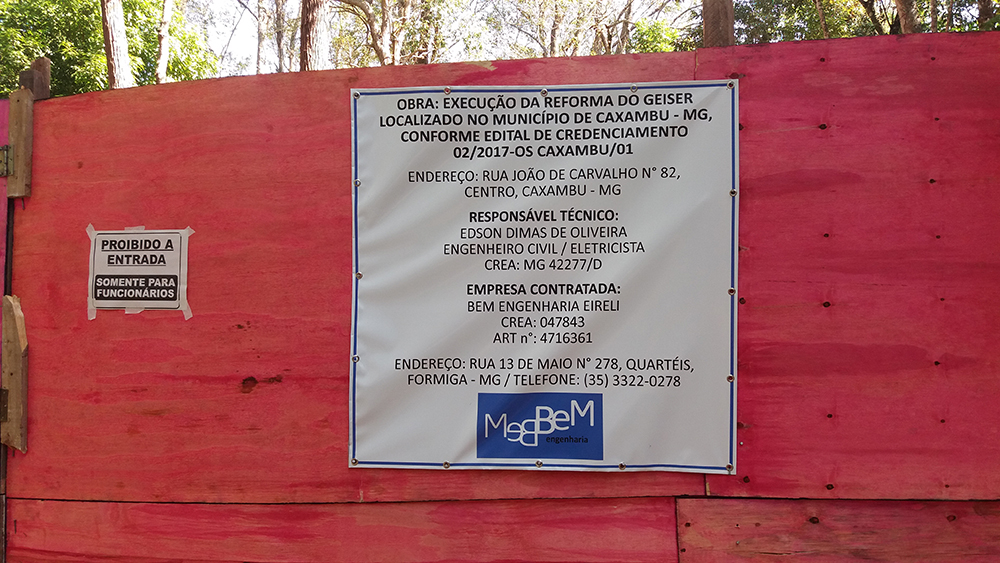 OBRA: EXECUÇÃO DA REFORMA DO GEISER
LOCALIZADO NO MUNICÍPIO DE CAXAMBU - MG,
CONFORME EDITAL DE CREDENCIAMENTO
02/2017-OS CAXAMBU/01
ENDEREÇO: RUA JOÃO DE CARVALHO N° 82,
CENTRO, CAXAMBU - MG
RESPONSÁVEL TÉCNICO:
EDSON DIMAS DE OLIVEIRA
ENGENHEIRO CIVIL / ELETRICISTA
CREA: MG 42277/D
EMPRESA CONTRATADA:
BEM ENGENHARIA EIRELI
CREA: 047843
ART n°: 4716361
ENDEREÇO: RUA 13 DE MAIO N° 278, QUARTÉIS,
FORMIGA - MG / TELEFONE: (35) 3322-0278
BeM
engenharia
PROIBIDO A
ENTRADA
SOMENTE PARA
FUNCIONÁRIOS